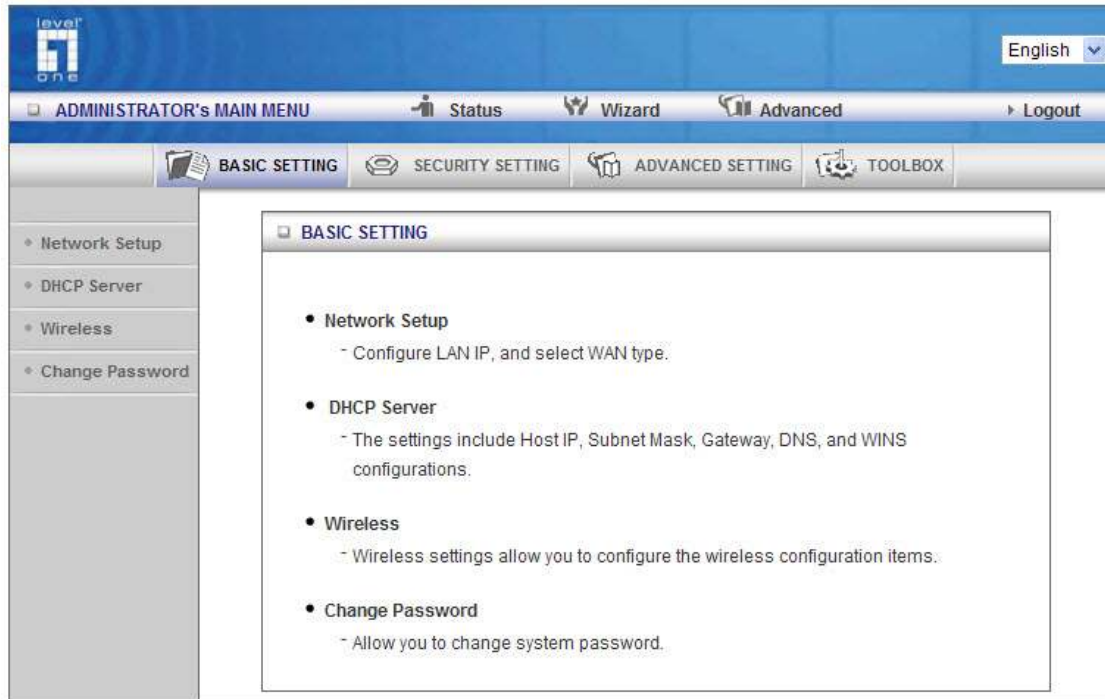 level
one
English
ADMINISTRATOR's MAIN MENU Status Wizard Advanced Logout
BASIC SETTING SECURITY SETTING ADVANCED SETTING TOOLBOX
Network Setup
DHCP Server
Wireless
Change Password
BASIC SETTING
Network Setup
- Configure LAN IP, and select WAN type.
DHCP Server
- The settings include Host IP, Subnet Mask, Gateway, DNS, and WINS
configurations.
Wireless
- Wireless settings allow you to configure the wireless configuration items.
Change Password
- Allow you to change system password.